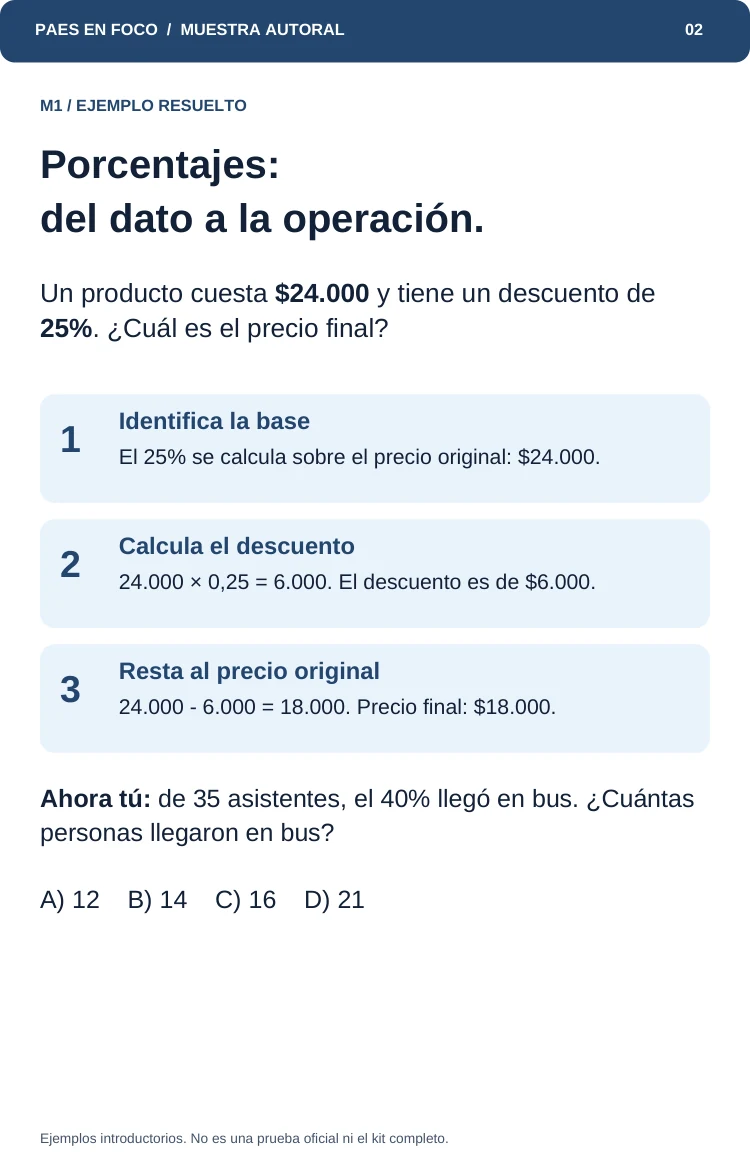 PAES EN FOCO / MUESTRA AUTORAL 02
M1 / EJEMPLO RESUELTO
Porcentajes:
del dato a la operación.
Un producto cuesta $24.000 y tiene un descuento de
25%. ¿Cuál es el precio final?
1
Identifica la base
El 25% se calcula sobre el precio original: $24.000.
2
Calcula el descuento
24.000 × 0,25 = 6.000. El descuento es de $6.000.
3
Resta al precio original
24.000 - 6.000 = 18.000. Precio final: $18.000.
Ahora tú: de 35 asistentes, el 40% llegó en bus. ¿Cuántas
personas llegaron en bus?
A) 12 B) 14 C) 16 D) 21
Ejemplos introductorios. No es una prueba oficial ni el kit completo.